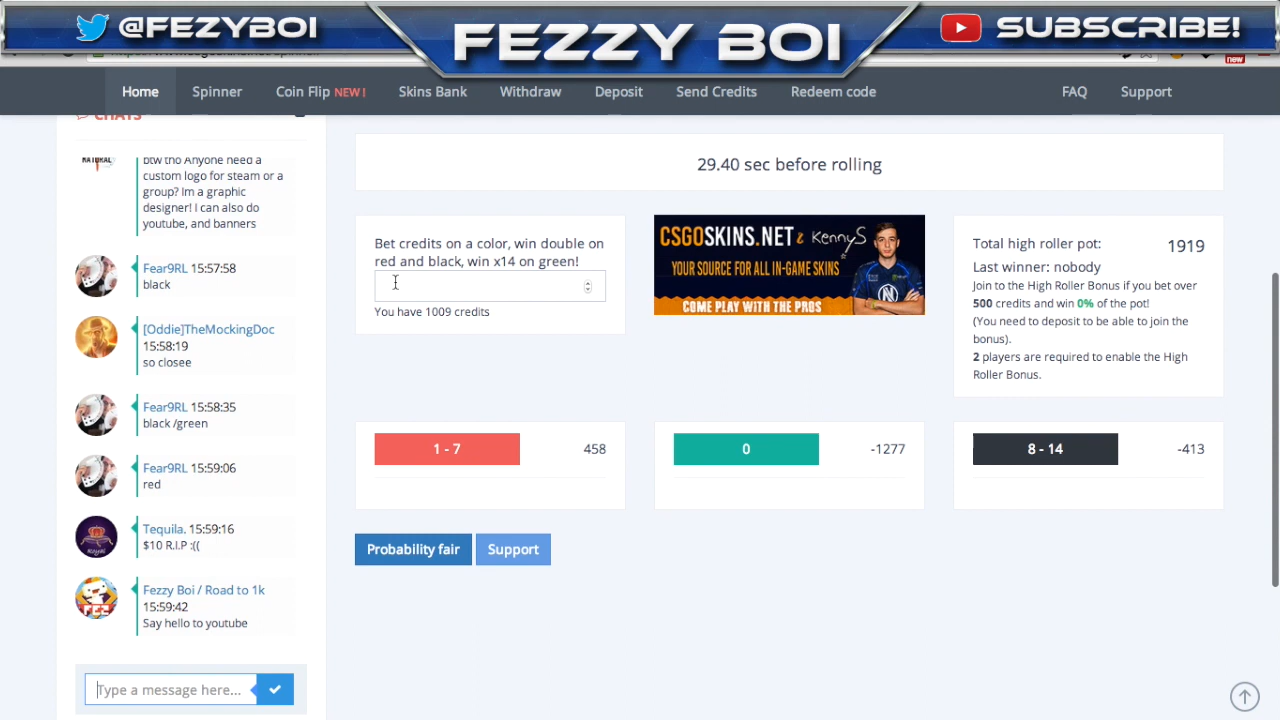 @FEZYBOI
FEZZY BOI
SUBSCRIBE!
new
Home Spinner Coin Flip NEW ! Skins Bank Withdraw Deposit Send Credits Redeem code FAQ Support
CHATS
btw tho Anyone need a
custom logo for steam or a
group? Im a graphic
designer! I can also do
youtube, and banners
Fear9RL 15:57:58
black
[Oddie]TheMockingDoc
15:58:19
so closee
Fear9RL 15:58:35
black /green
Fear9RL 15:59:06
red
Tequila. 15:59:16
$10 R.I.P :((
Fezzy Boi / Road to 1k
15:59:42
Say hello to youtube
Type a message here...
29.40 sec before rolling
Bet credits on a color, win double on
red and black, win x14 on green!
You have 1009 credits
CSGOSKINS.NET & KennyS
YOUR SOURCE FOR ALL IN-GAME SKINS
COME PLAY WITH THE PROS
Total high roller pot: 1919
Last winner: nobody
Join to the High Roller Bonus if you bet over
500 credits and win 0% of the pot!
(You need to deposit to be able to join the
bonus).
2 players are required to enable the High
Roller Bonus.
1 - 7 458
0 -1277
8 - 14 -413
Probability fair Support